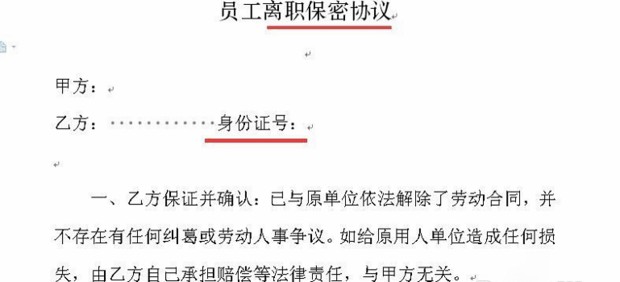 员工离职保密协议
甲方：
乙方：············身份证号：
一、乙方保证并确认：已与原单位依法解除了劳动合同，并
不存在有任何纠葛或劳动人事争议。如给原用人单位造成任何损
失，由乙方自己承担赔偿等法律责任，与甲方无关。